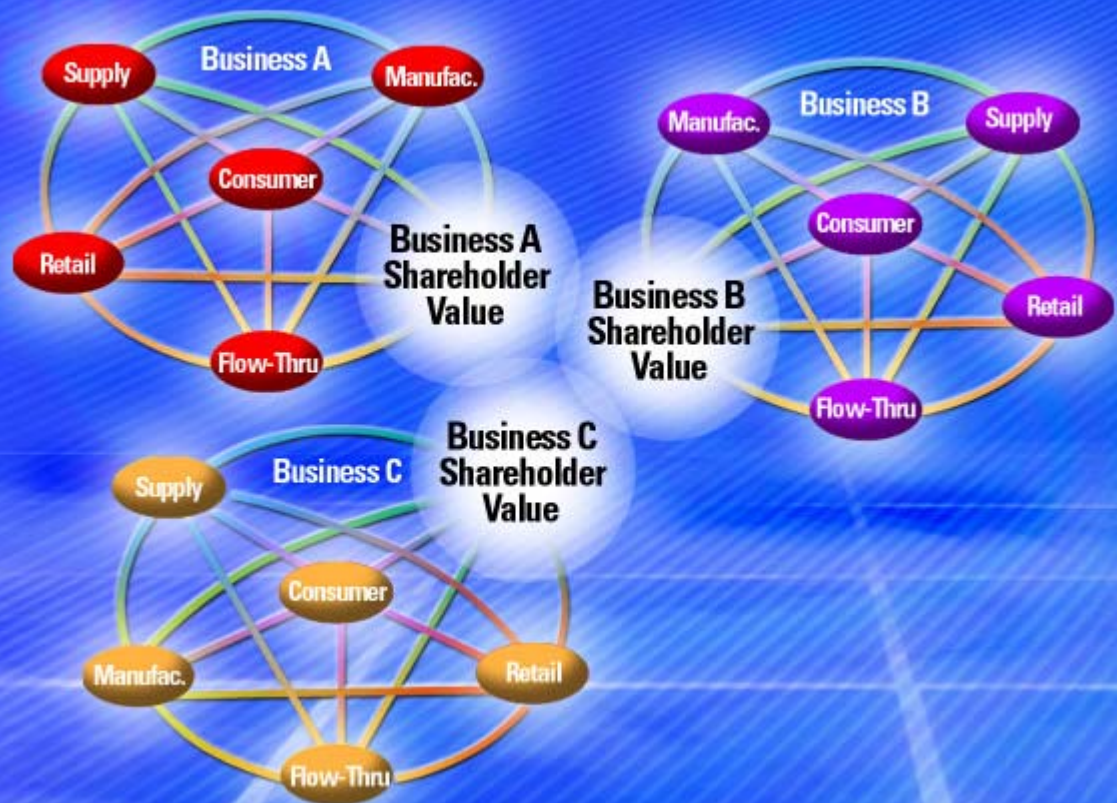 Business A
Supply
Manufac.
Consumer
Retail
Business A
Shareholder
Value
Flow-Thru
Business B
Manufac.
Supply
Consumer
Business B
Shareholder
Value
Retail
Flow-Thru
Business C
Shareholder
Value
Business C
Supply
Consumer
Manufac.
Retail
Flow-Thru